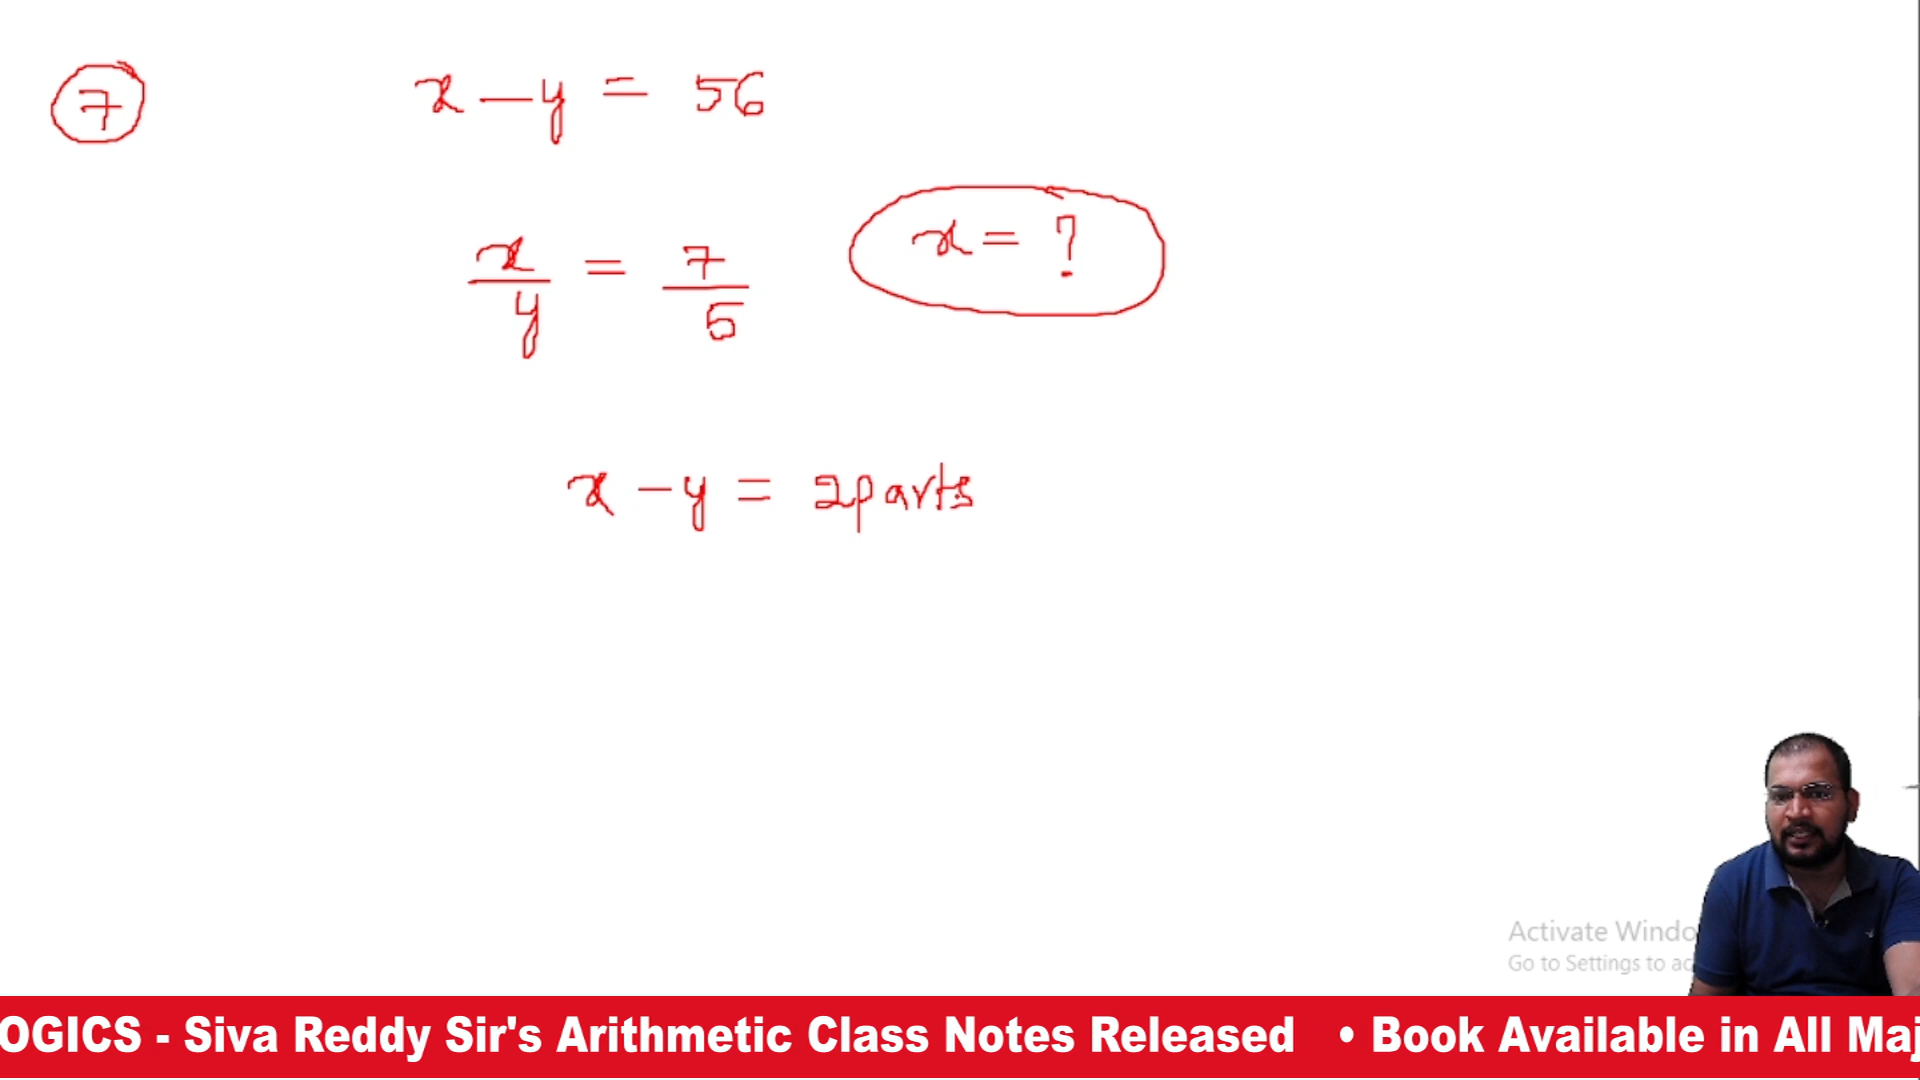 7
x - y = 56
x/y = 7/5
x = ?
x - y = 2parts
Activate Windo
Go to Settings to ac
OGICS - Siva Reddy Sir's Arithmetic Class Notes Released • Book Available in All Maj